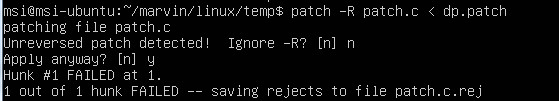 msi@msi-ubuntu:~/marvin/linux/temp$ patch -R patch.c < dp.patch
patching file patch.c
Unreversed patch detected!  Ignore -R? [n] n
Apply anyway? [n] y
Hunk #1 FAILED at 1.
1 out of 1 hunk FAILED -- saving rejects to file patch.c.rej